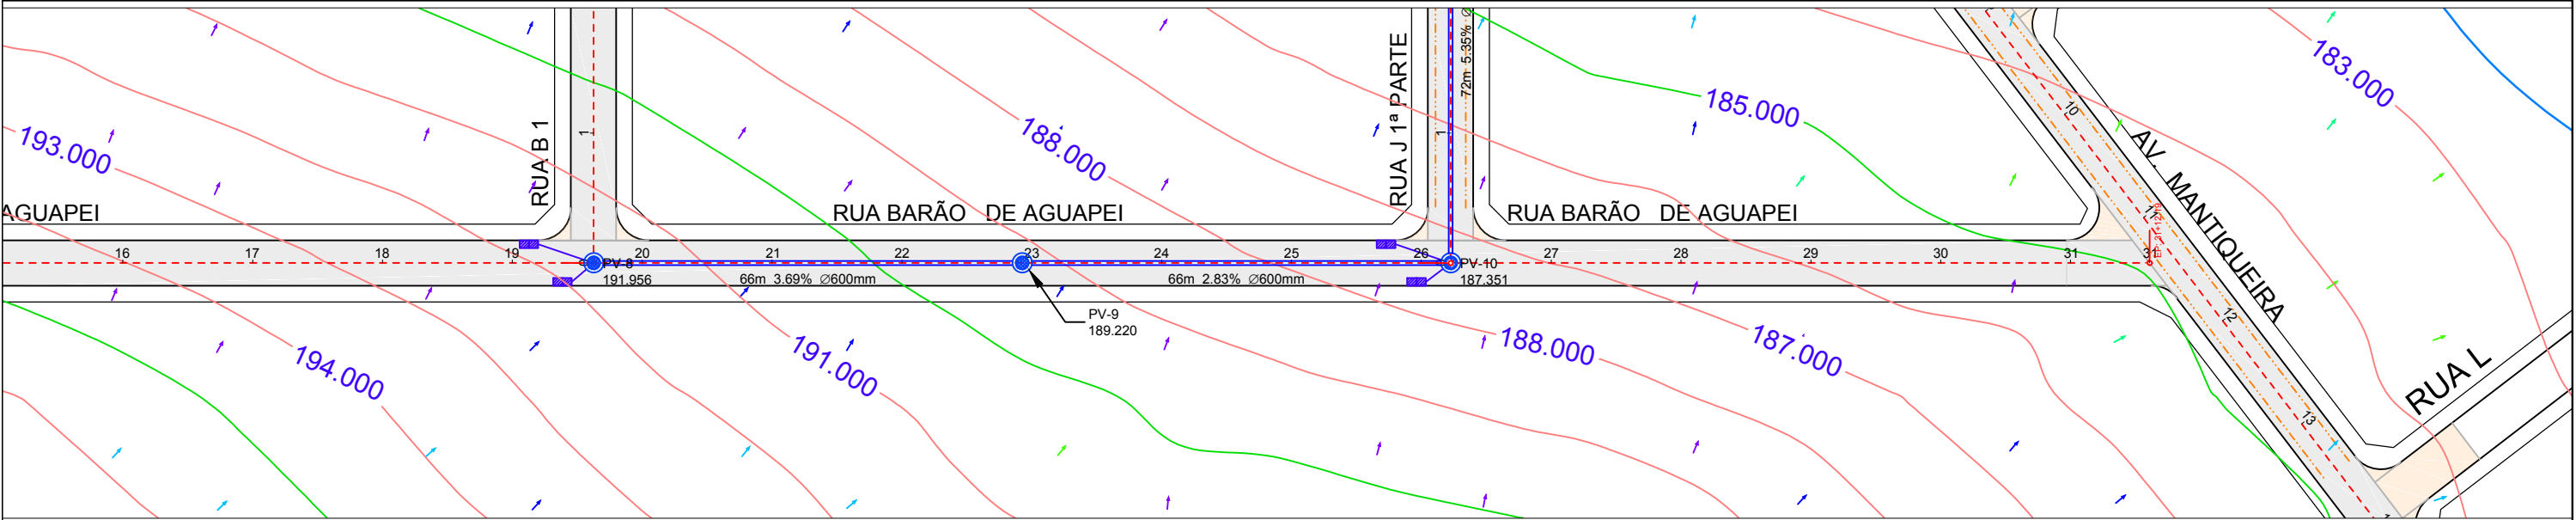 183.000
72m 5.35% Ø
185.000
RUA J 1ª PARTE
1
10
193.000
RUA B 1
1
188.000
AV. MANTIQUEIRA
AGUAPEI
RUA BARÃO DE AGUAPEI
RUA BARÃO DE AGUAPEI
11
16
17
18
19
20
21
22
23
24
25
26
27
28
29
30
31
31
PV-8
191.956
66m 3.69% Ø600mm
66m 2.83% Ø600mm
PV-10
187.351
PV-9
189.220
12
194.000
191.000
188.000
187.000
RUA L
13